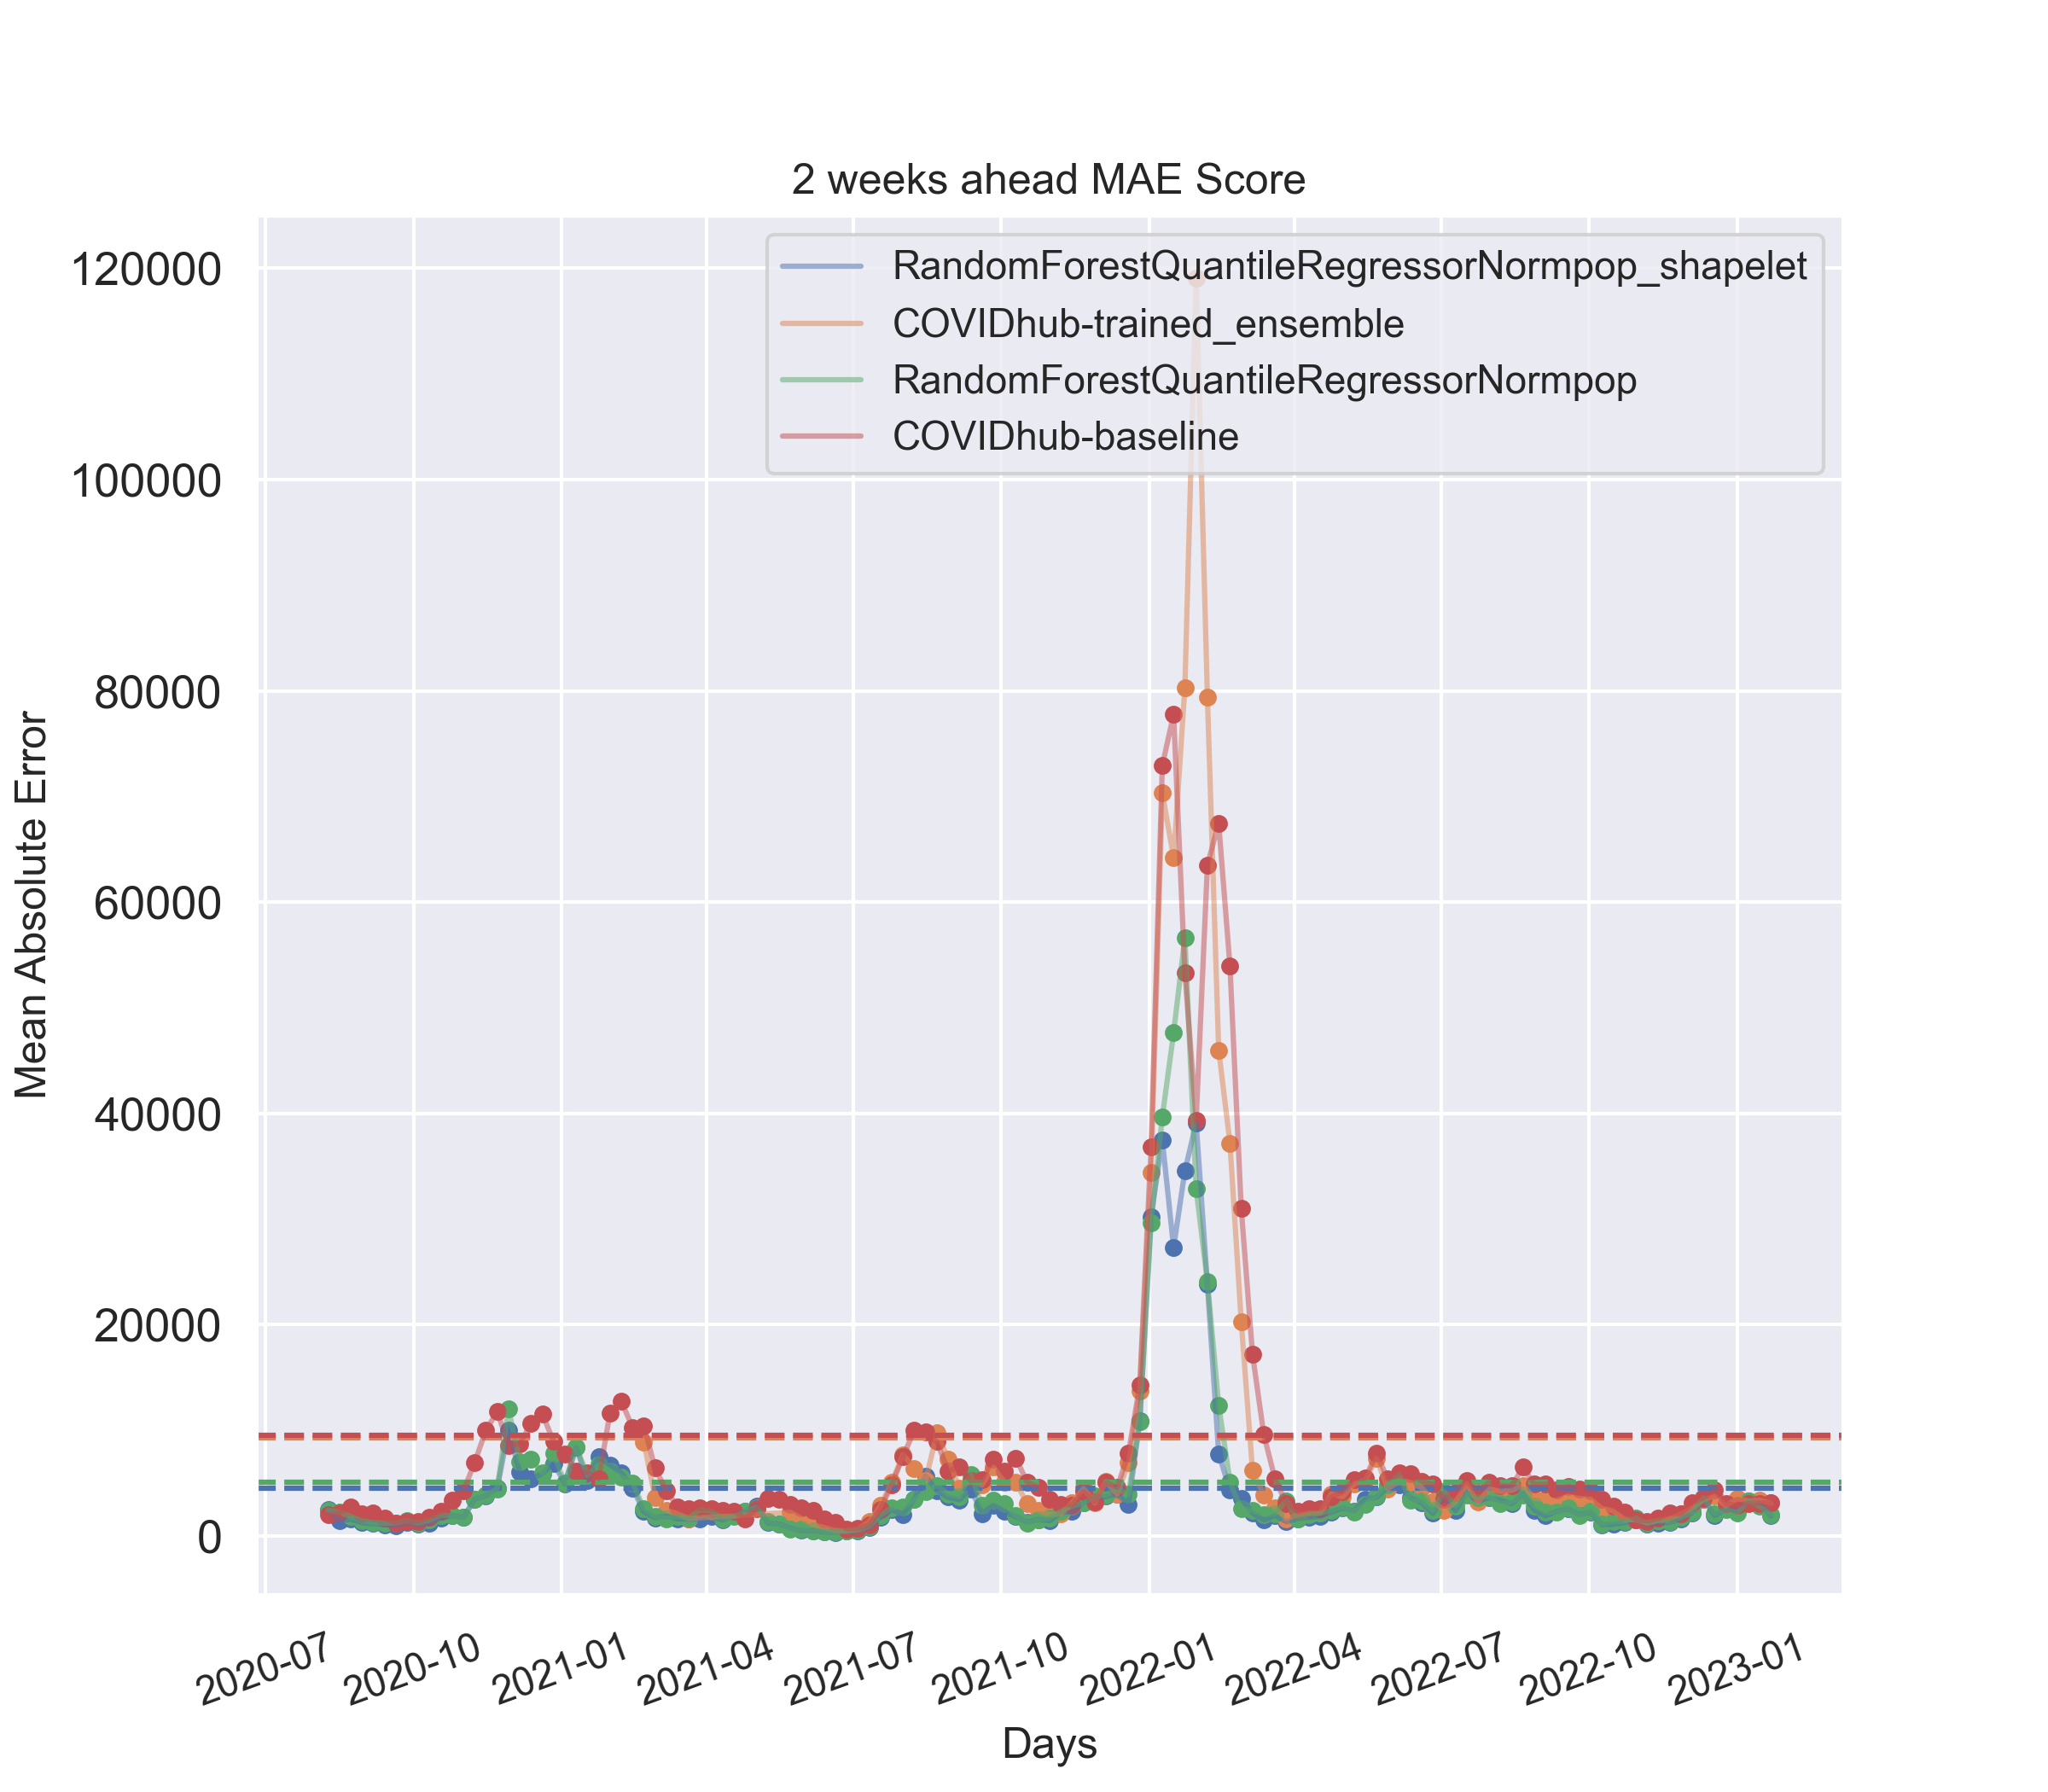 2 weeks ahead MAE Score
RandomForestQuantileRegressorNormpop_shapelet
COVIDhub-trained_ensemble
RandomForestQuantileRegressorNormpop
COVIDhub-baseline
Mean Absolute Error
120000
100000
80000
60000
40000
20000
0
2020-07
2020-10
2021-01
2021-04
2021-07
2021-10
2022-01
2022-04
2022-07
2022-10
2023-01
Days